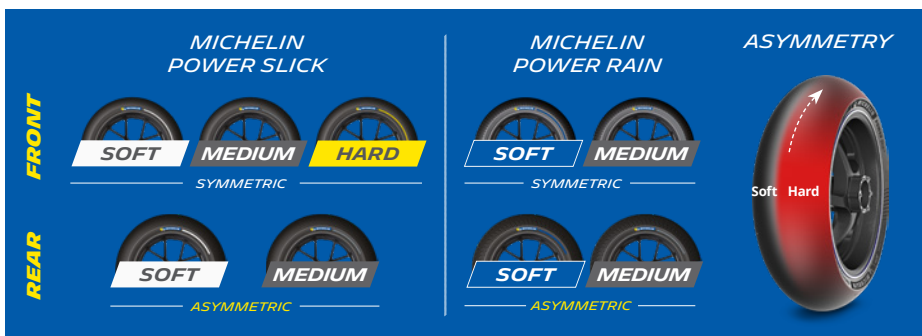 MICHELIN
POWER SLICK
MICHELIN
POWER RAIN
ASYMMETRY
FRONT
SOFT
MEDIUM
HARD
SYMMETRIC
SOFT
MEDIUM
SYMMETRIC
REAR
SOFT
MEDIUM
ASYMMETRIC
SOFT
MEDIUM
ASYMMETRIC
Soft Hard